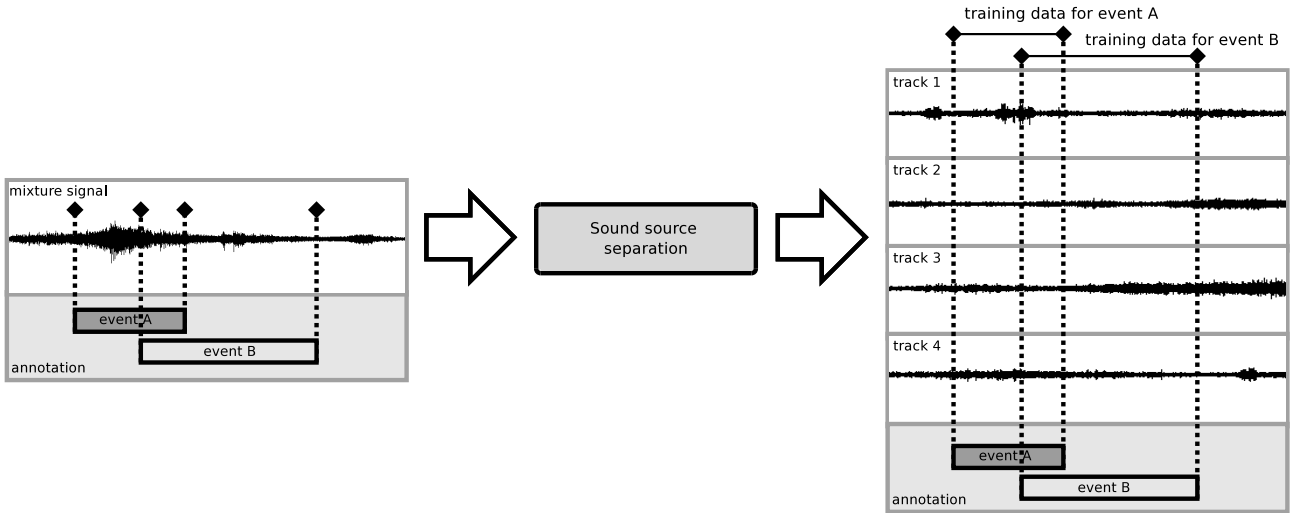 mixture signal
event A
event B
annotation
Sound source
separation
training data for event A
training data for event B
track 1
track 2
track 3
track 4
event A
event B
annotation